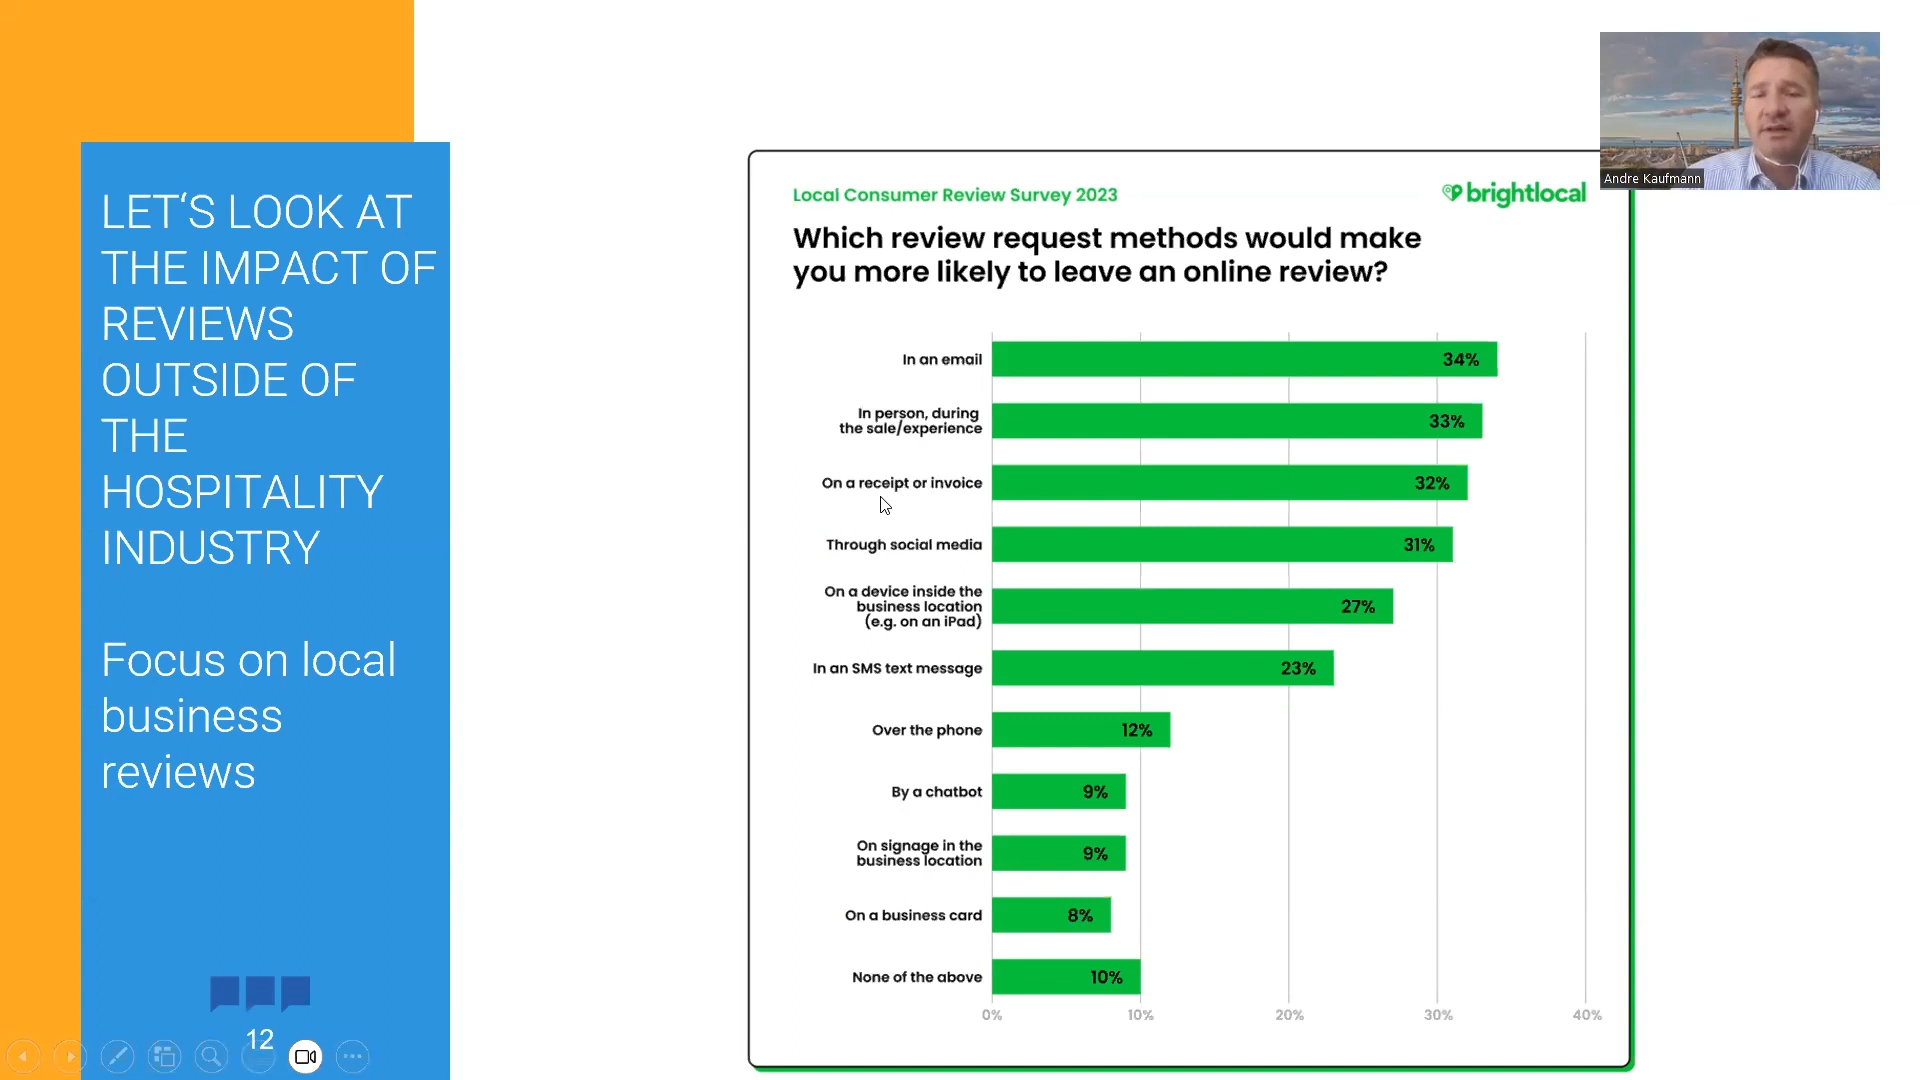 LET‘S LOOK AT
THE IMPACT OF
REVIEWS
OUTSIDE OF
THE
HOSPITALITY
INDUSTRY
Focus on local
business
reviews
12
Local Consumer Review Survey 2023
brightlocal
Which review request methods would make
you more likely to leave an online review?
In an email
34%
In person, during
the sale/experience
33%
On a receipt or invoice
32%
Through social media
31%
On a device inside the
business location
(e.g. on an iPad)
27%
In an SMS text message
23%
Over the phone
12%
By a chatbot
9%
On signage in the
business location
9%
On a business card
8%
None of the above
10%
0% 10% 20% 30% 40%
Andre Kaufmann